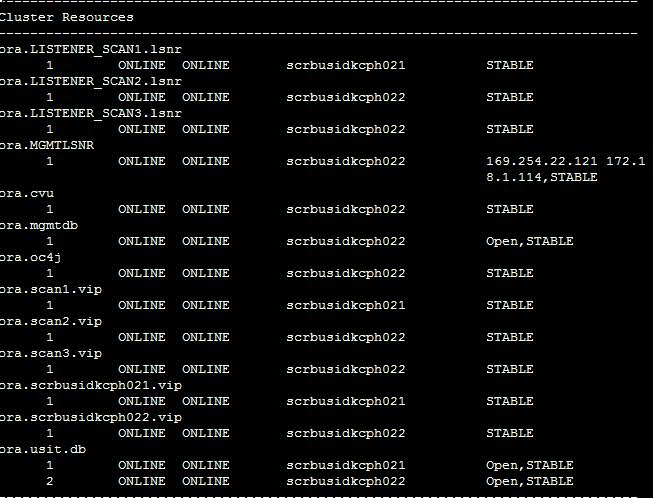 --------------------------------------------------------------------------------
Cluster Resources
--------------------------------------------------------------------------------
ora.LISTENER_SCAN1.lsnr
      1        ONLINE  ONLINE       scrbusidkcph021          STABLE
ora.LISTENER_SCAN2.lsnr
      1        ONLINE  ONLINE       scrbusidkcph022          STABLE
ora.LISTENER_SCAN3.lsnr
      1        ONLINE  ONLINE       scrbusidkcph022          STABLE
ora.MGMTLSNR
      1        ONLINE  ONLINE       scrbusidkcph022          169.254.22.121 172.1
                                                             8.1.114,STABLE
ora.cvu
      1        ONLINE  ONLINE       scrbusidkcph022          STABLE
ora.mgmtdb
      1        ONLINE  ONLINE       scrbusidkcph022          Open,STABLE
ora.oc4j
      1        ONLINE  ONLINE       scrbusidkcph022          STABLE
ora.scan1.vip
      1        ONLINE  ONLINE       scrbusidkcph021          STABLE
ora.scan2.vip
      1        ONLINE  ONLINE       scrbusidkcph022          STABLE
ora.scan3.vip
      1        ONLINE  ONLINE       scrbusidkcph022          STABLE
ora.scrbusidkcph021.vip
      1        ONLINE  ONLINE       scrbusidkcph021          STABLE
ora.scrbusidkcph022.vip
      1        ONLINE  ONLINE       scrbusidkcph022          STABLE
ora.usit.db
      1        ONLINE  ONLINE       scrbusidkcph021          Open,STABLE
      2        ONLINE  ONLINE       scrbusidkcph022          Open,STABLE
--------------------------------------------------------------------------------